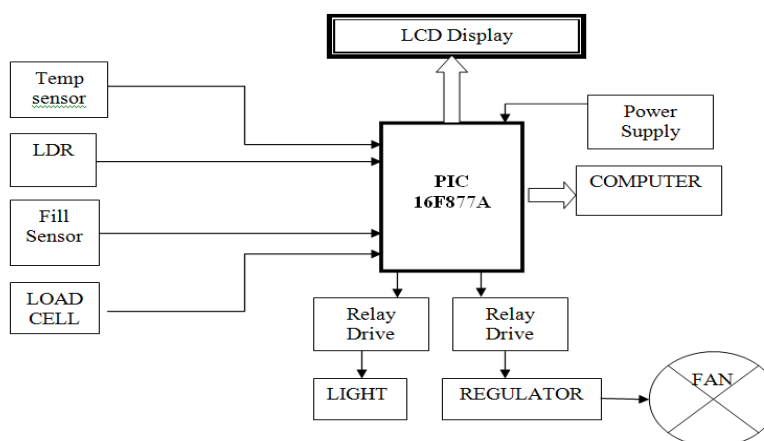 LCD Display
Temp
sensor
Power
Supply
LDR
PIC
16F877A
COMPUTER
Fill
Sensor
LOAD
CELL
Relay
Drive
Relay
Drive
LIGHT
REGULATOR
FAN